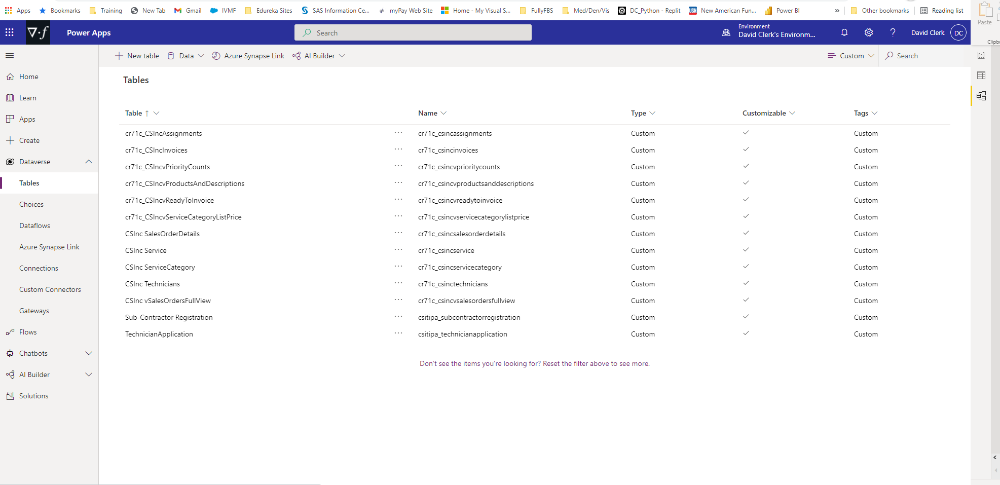 Apps Bookmarks Training New Tab Gmail IVMF Edureka Sites SAS Information Ce... myPay Web Site Home - My Visual S... FullyFBS Med/Den/Vis DC_Python - Replit New American Fun... Power BI » Other bookmarks Reading list
Paste
∇·f Power Apps Search Environment
David Clerk's Environm... ? David Clerk DC
Clipbo
New table Data Azure Synapse Link AI Builder Custom Search
Home
Learn
Apps
Create
Dataverse
Tables
Choices
Dataflows
Azure Synapse Link
Connections
Custom Connectors
Gateways
Flows
Chatbots
AI Builder
Solutions
Tables
Table ↑ Name Type Customizable Tags
cr71c_CSIncAssignments ... cr71c_csincassignments Custom ✓ Custom
cr71c_CSIncInvoices ... cr71c_csincinvoices Custom ✓ Custom
cr71c_CSIncvPriorityCounts ... cr71c_csincvprioritycounts Custom ✓ Custom
cr71c_CSIncvProductsAndDescriptions ... cr71c_csincvproductsanddescriptions Custom ✓ Custom
cr71c_CSIncvReadyToInvoice ... cr71c_csincvreadytoinvoice Custom ✓ Custom
cr71c_CSIncvServiceCategoryListPrice ... cr71c_csincvservicecategorylistprice Custom ✓ Custom
CSInc SalesOrderDetails ... cr71c_csincsalesorderdetails Custom ✓ Custom
CSInc Service ... cr71c_csincservice Custom ✓ Custom
CSInc ServiceCategory ... cr71c_csincservicecategory Custom ✓ Custom
CSInc Technicians ... cr71c_csinctechnicians Custom ✓ Custom
CSInc vSalesOrdersFullView ... cr71c_csincvsalesordersfullview Custom ✓ Custom
Sub-Contractor Registration ... csitipa_subcontractorregistration Custom ✓ Custom
TechnicianApplication ... csitipa_technicianapplication Custom ✓ Custom
Don't see the items you're looking for? Reset the filter above to see more.